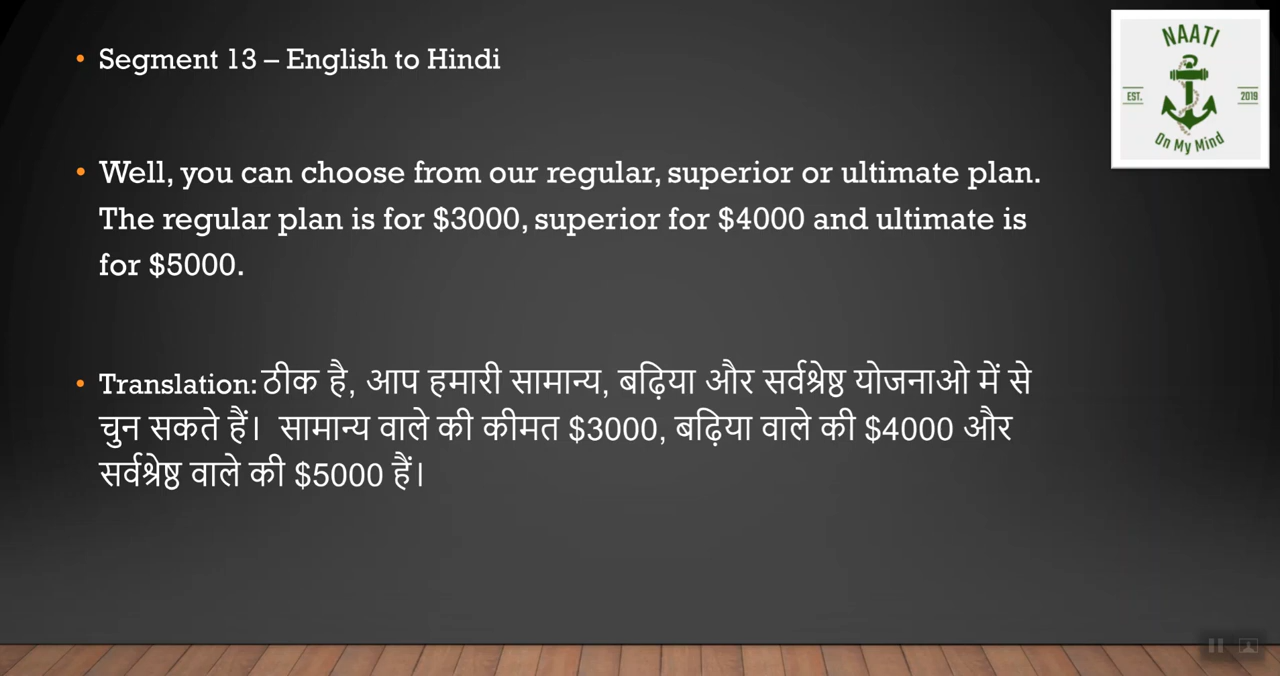 Segment 13 – English to Hindi
NAATI
EST. 2019
On My Mind
Well, you can choose from our regular, superior or ultimate plan.
The regular plan is for $3000, superior for $4000 and ultimate is
for $5000.
Translation: ठीक है, आप हमारी सामान्य, बढ़िया और सर्वश्रेष्ठ योजनाओ में से
चुन सकते हैं। सामान्य वाले की कीमत $3000, बढ़िया वाले की $4000 और
सर्वश्रेष्ठ वाले की $5000 हैं।